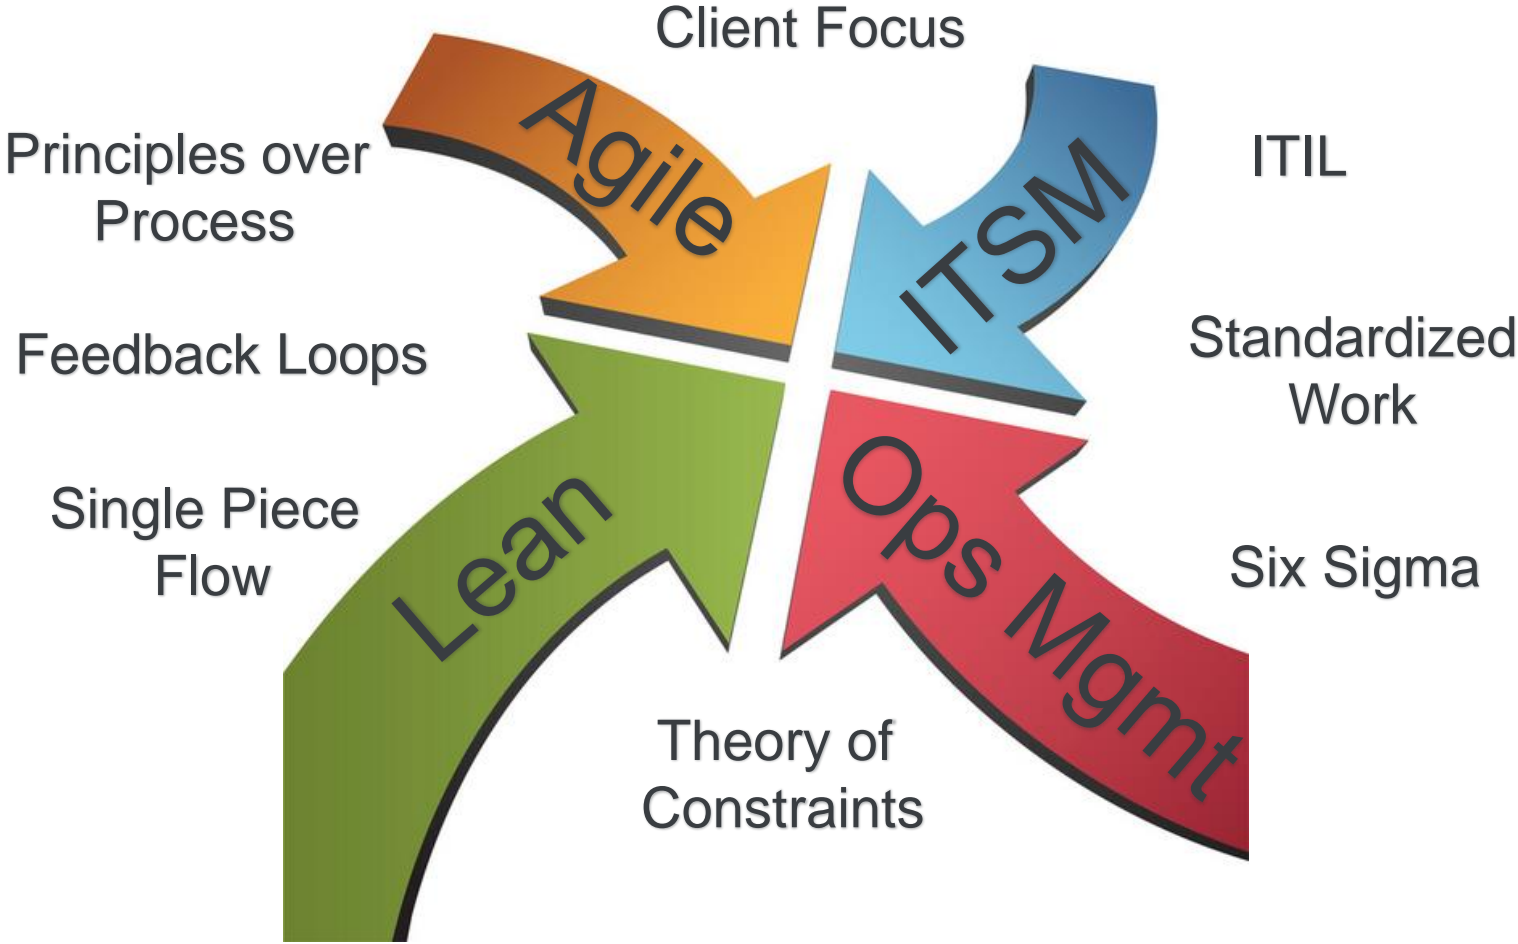 Client Focus
Agile
ITSM
Principles over
Process
ITIL
Feedback Loops
Standardized
Work
Single Piece
Flow
Lean
Ops Mgmt
Six Sigma
Theory of
Constraints